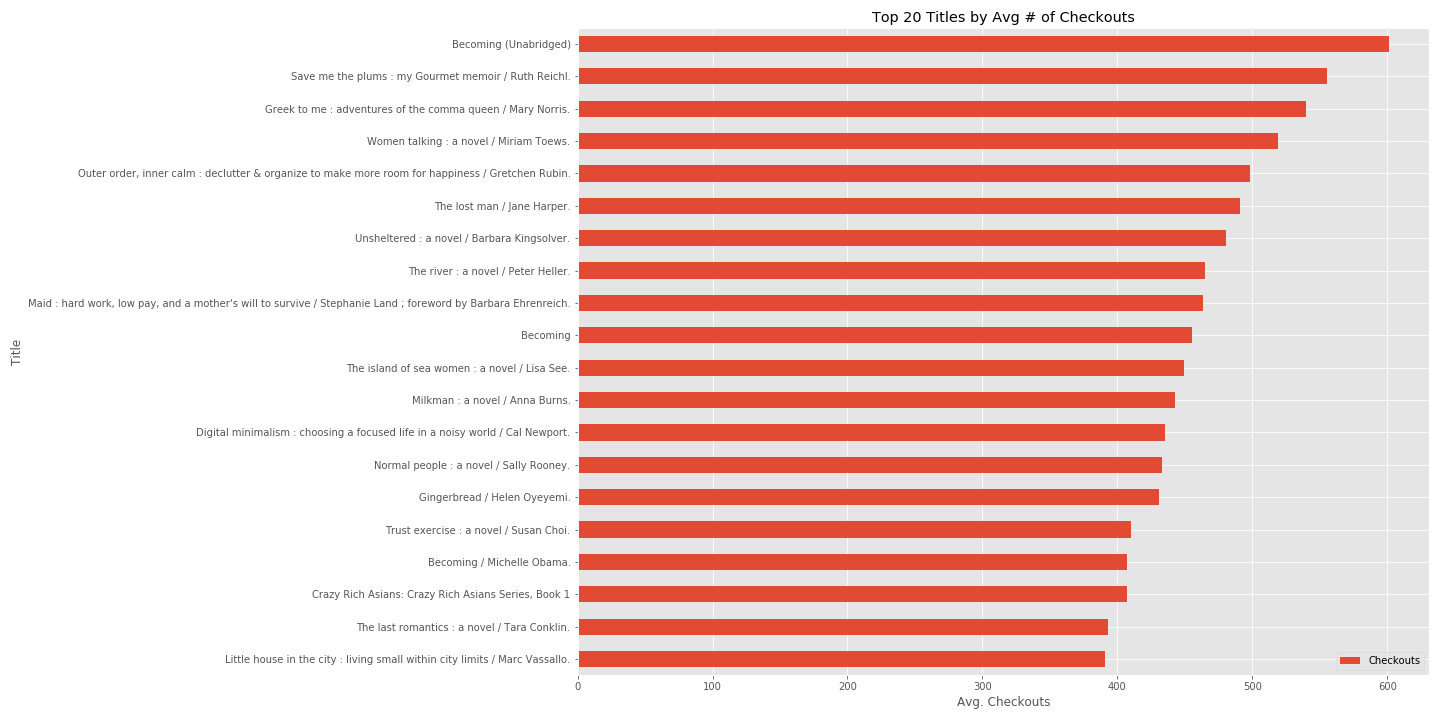 Top 20 Titles by Avg # of Checkouts
Becoming (Unabridged)
Save me the plums : my Gourmet memoir / Ruth Reichl.
Greek to me : adventures of the comma queen / Mary Norris.
Women talking : a novel / Miriam Toews.
Outer order, inner calm : declutter & organize to make more room for happiness / Gretchen Rubin.
The lost man / Jane Harper.
Unsheltered : a novel / Barbara Kingsolver.
The river : a novel / Peter Heller.
Maid : hard work, low pay, and a mother's will to survive / Stephanie Land ; foreword by Barbara Ehrenreich.
Becoming
The island of sea women : a novel / Lisa See.
Milkman : a novel / Anna Burns.
Digital minimalism : choosing a focused life in a noisy world / Cal Newport.
Normal people : a novel / Sally Rooney.
Gingerbread / Helen Oyeyemi.
Trust exercise : a novel / Susan Choi.
Becoming / Michelle Obama.
Crazy Rich Asians: Crazy Rich Asians Series, Book 1
The last romantics : a novel / Tara Conklin.
Little house in the city : living small within city limits / Marc Vassallo.
Title
Checkouts
0 100 200 300 400 500 600
Avg. Checkouts